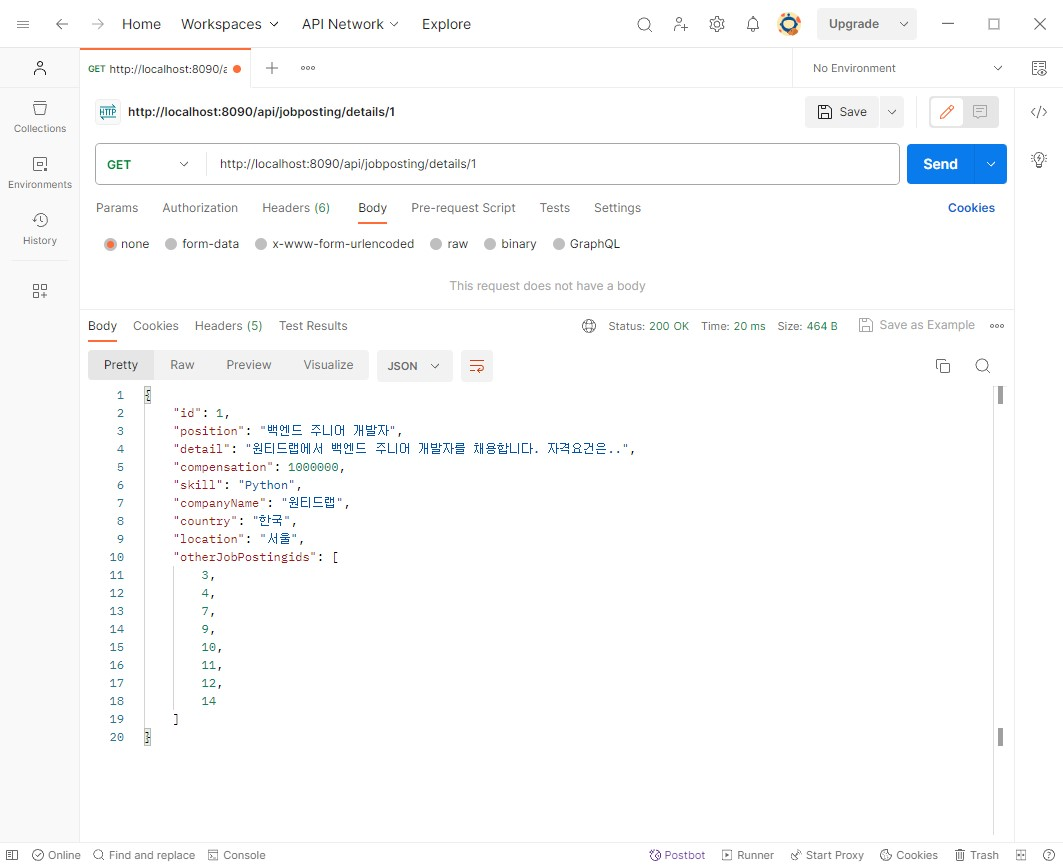 Home Workspaces API Network Explore Upgrade
GET http://localhost:8090/a
No Environment
HTTP http://localhost:8090/api/jobposting/details/1 Save
GET http://localhost:8090/api/jobposting/details/1 Send
Collections
Environments
History
Params Authorization Headers (6) Body Pre-request Script Tests Settings Cookies
none form-data x-www-form-urlencoded raw binary GraphQL
This request does not have a body
Body Cookies Headers (5) Test Results Status: 200 OK Time: 20 ms Size: 464 B Save as Example
Pretty Raw Preview Visualize JSON
1 {
2 "id": 1,
3 "position": "백엔드 주니어 개발자",
4 "detail": "원티드랩에서 백엔드 주니어 개발자를 채용합니다. 자격요건은..",
5 "compensation": 1000000,
6 "skill": "Python",
7 "companyName": "원티드랩",
8 "country": "한국",
9 "location": "서울",
10 "otherJobPostingids": [
11 3,
12 4,
13 7,
14 9,
15 10,
16 11,
17 12,
18 14
19 ]
20 }
Online Find and replace Console Postbot Runner Start Proxy Cookies Trash